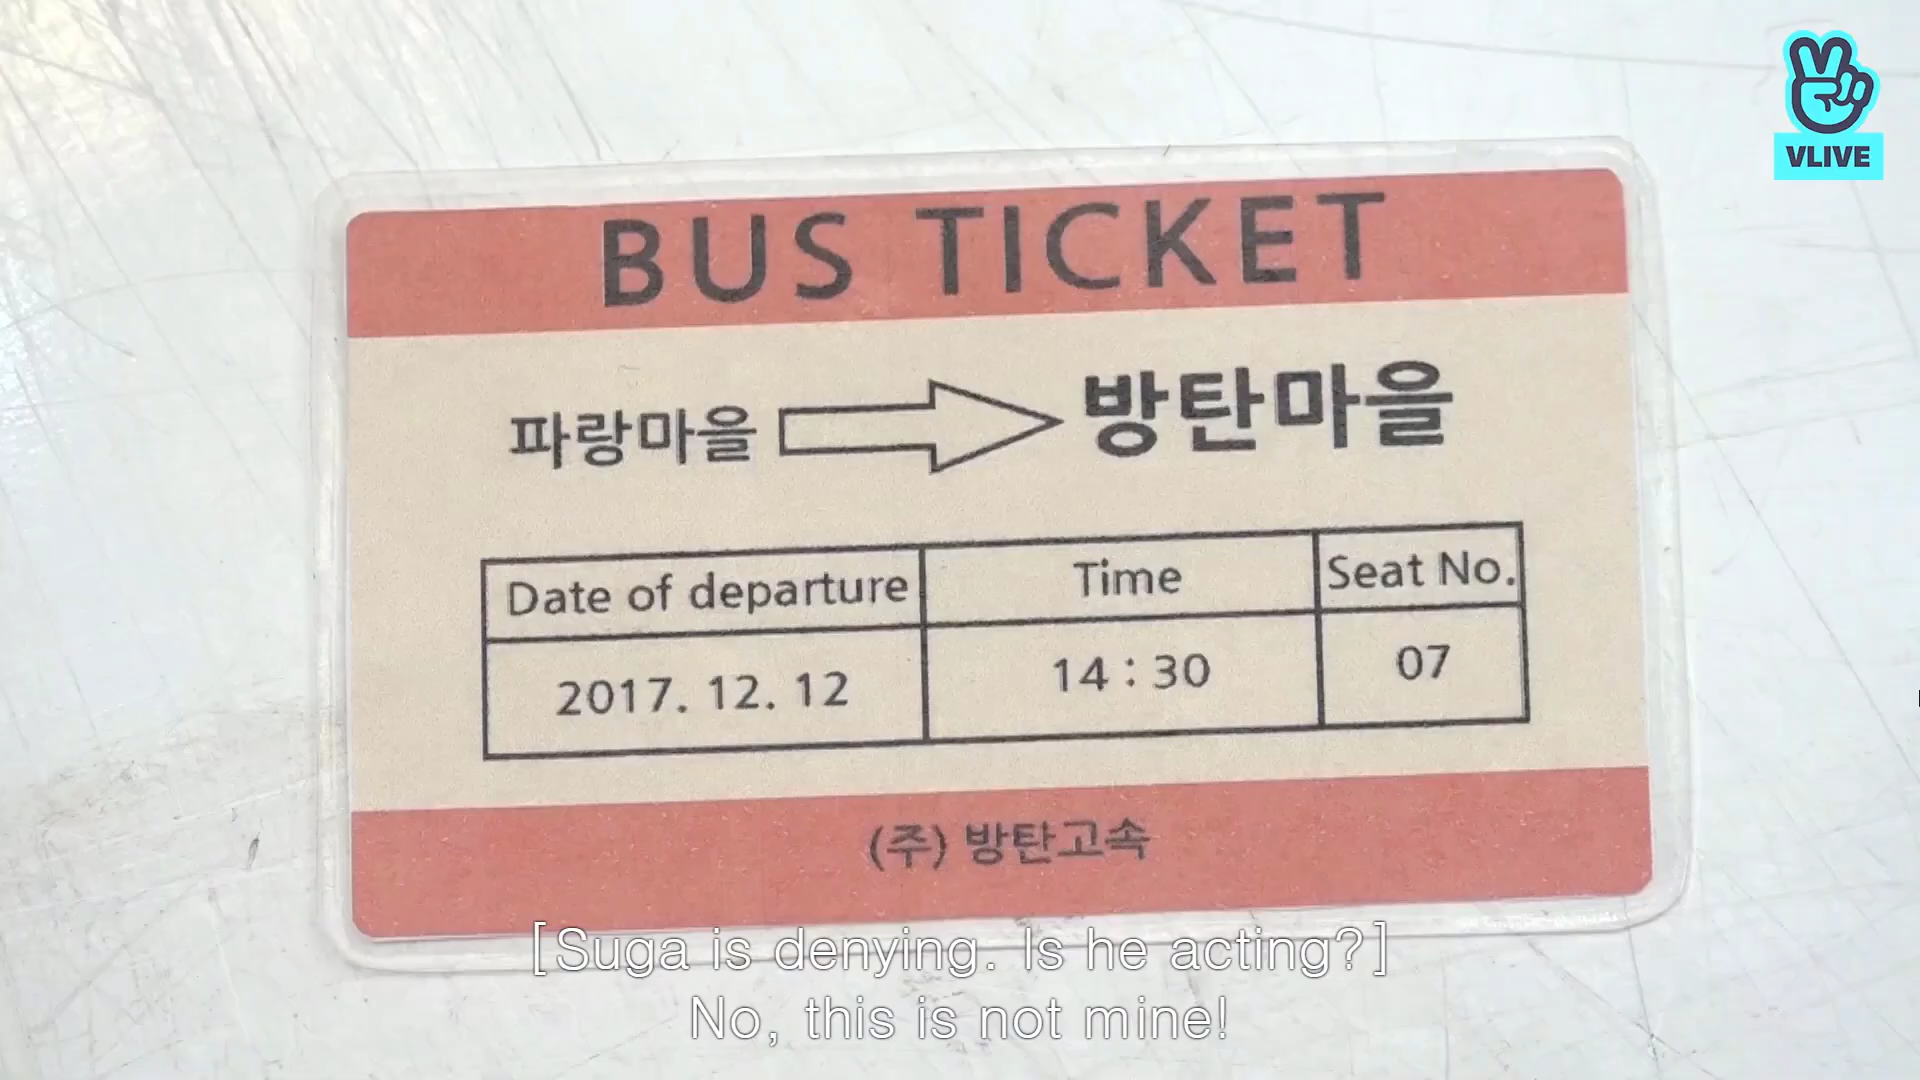 VLIVE
BUS TICKET
파랑마을 방탄마을
Date of departure Time Seat No.
2017. 12. 12 14 : 30 07
(주) 방탄고속
[Suga is denying. Is he acting?]
No, this is not mine!